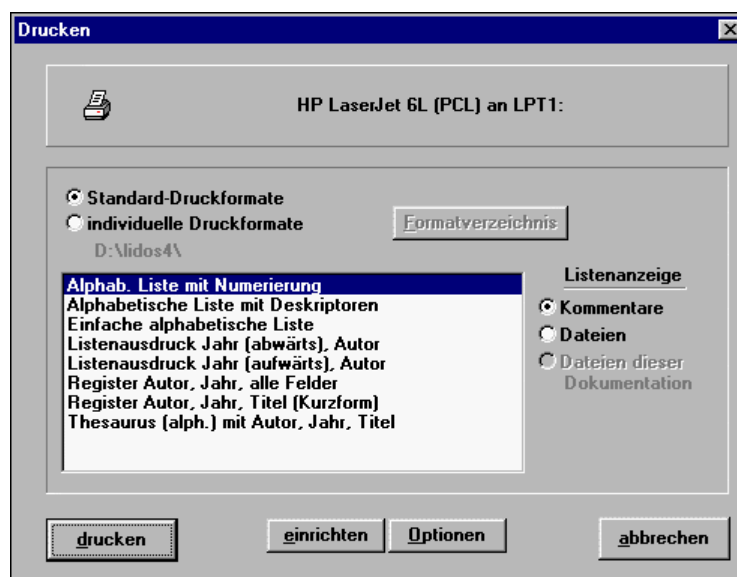 Drucken
HP LaserJet 6L (PCL) an LPT1:
Standard-Druckformate
individuelle Druckformate
Formatverzeichnis
D:\lidos4\
Alphab. Liste mit Numerierung
Alphabetische Liste mit Deskriptoren
Einfache alphabetische Liste
Listenausdruck Jahr (abwärts), Autor
Listenausdruck Jahr (aufwärts), Autor
Register Autor, Jahr, alle Felder
Register Autor, Jahr, Titel (Kurzform)
Thesaurus (alph.) mit Autor, Jahr, Titel
Listenanzeige
Kommentare
Dateien
Dateien dieser
Dokumentation
drucken
einrichten
Optionen
abbrechen